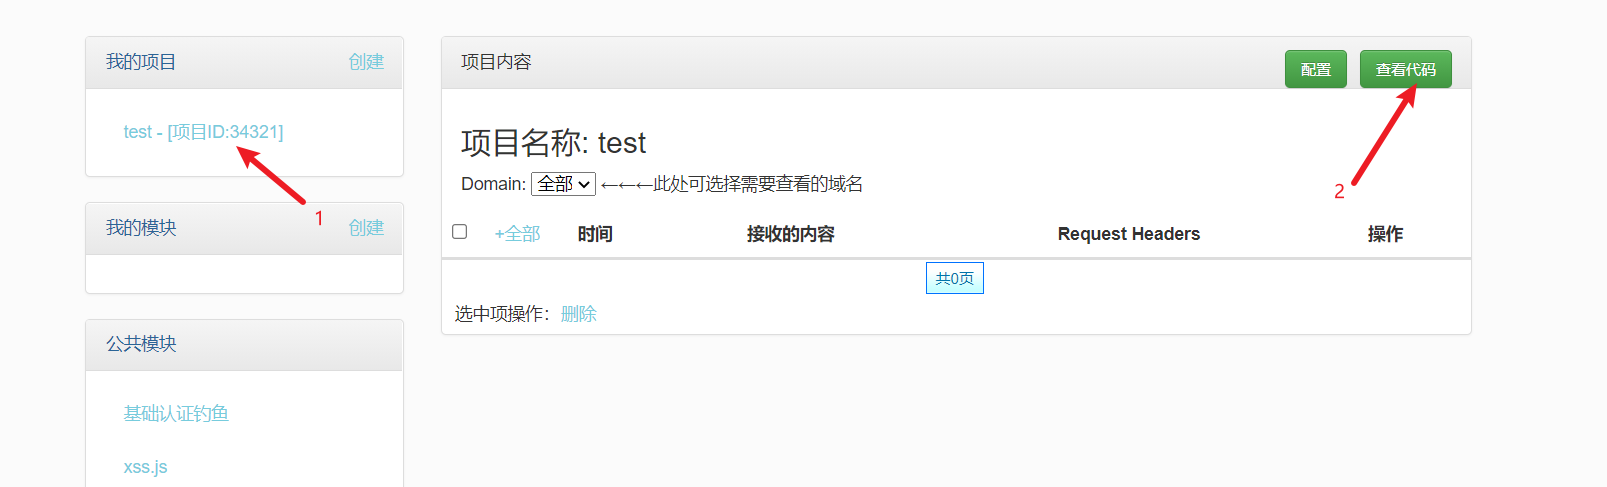 我的项目 创建
test - [项目ID:34321]
1
我的模块 创建
公共模块
基础认证钓鱼
xss.js
项目内容 配置 查看代码
2
项目名称: test
Domain: 全部 ←←←此处可选择需要查看的域名
+全部 时间 接收的内容 Request Headers 操作
共0页
选中项操作：删除